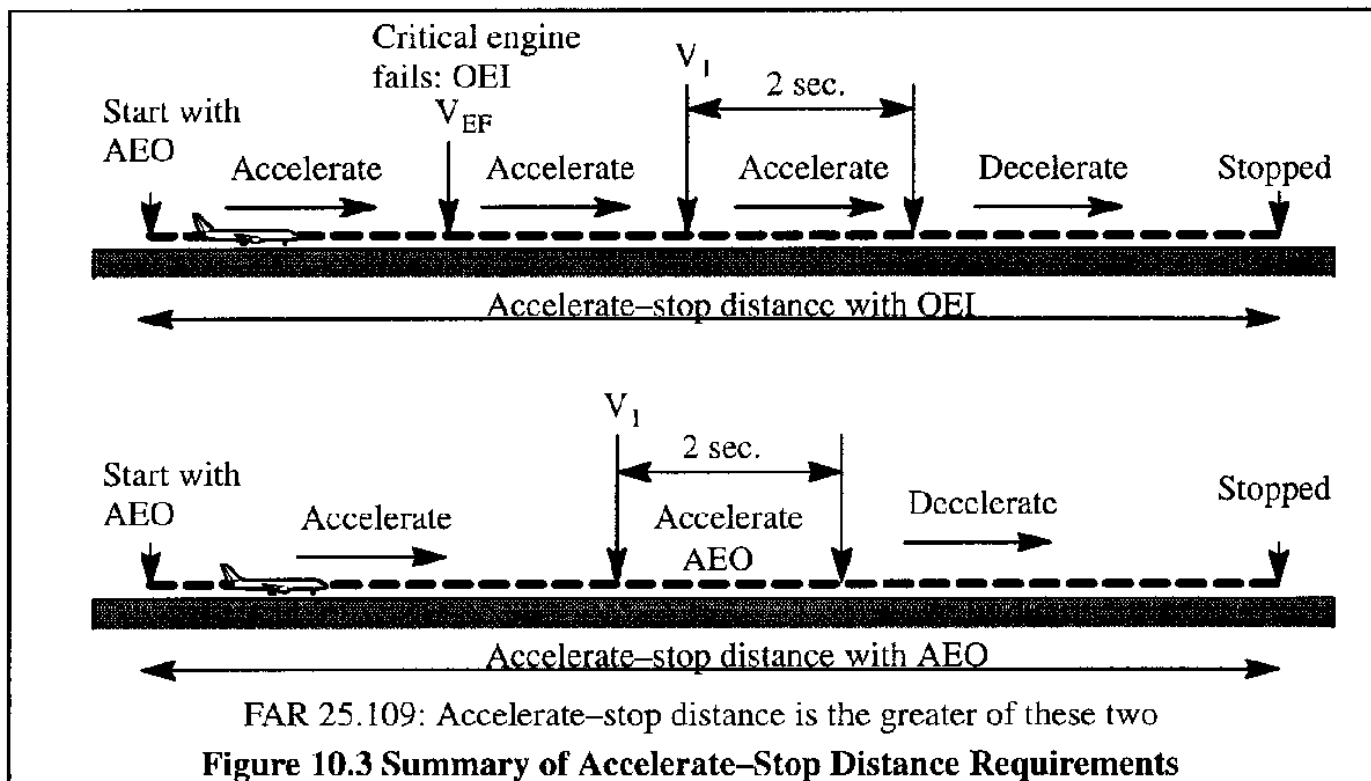 Critical engine
fails: OEI
V1
2 sec.
Start with
AEO
VEF
Accelerate
Accelerate
Accelerate
Decelerate
Stopped
Accelerate–stop distance with OEI
V1
2 sec.
Start with
AEO
Accelerate
Accelerate
AEO
Decelerate
Stopped
Accelerate–stop distance with AEO
FAR 25.109: Accelerate–stop distance is the greater of these two
Figure 10.3 Summary of Accelerate–Stop Distance Requirements